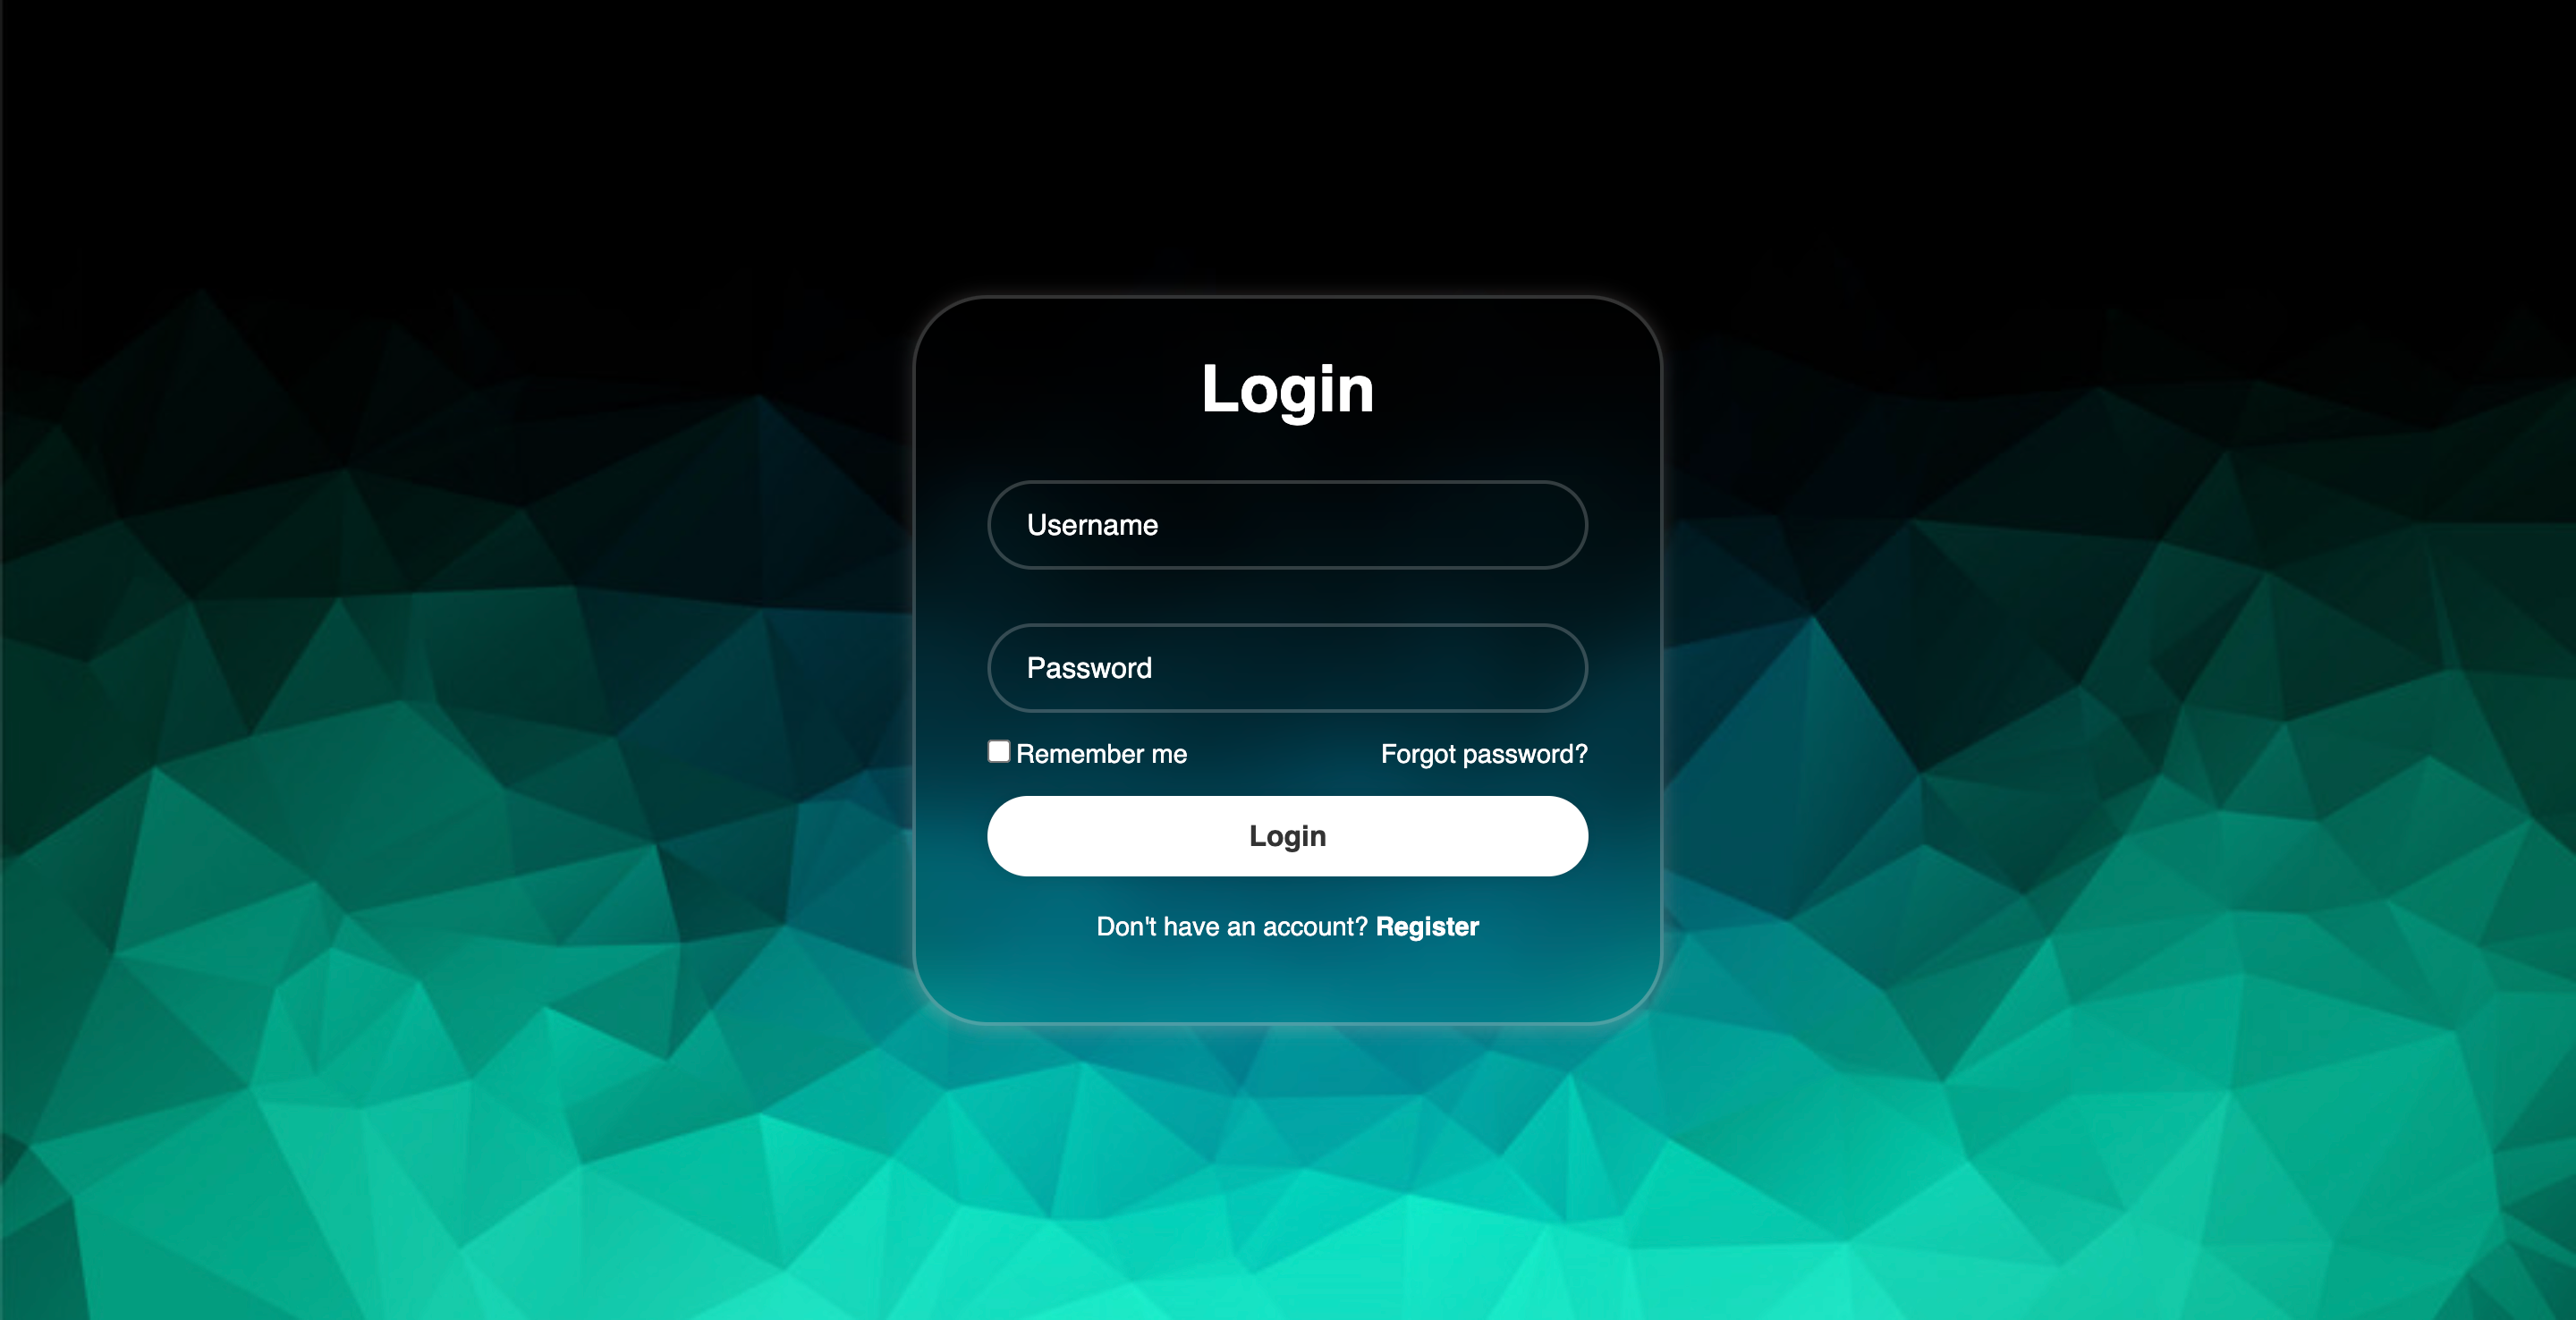 Login
Username
Password
Remember me Forgot password?
Login
Don't have an account? Register